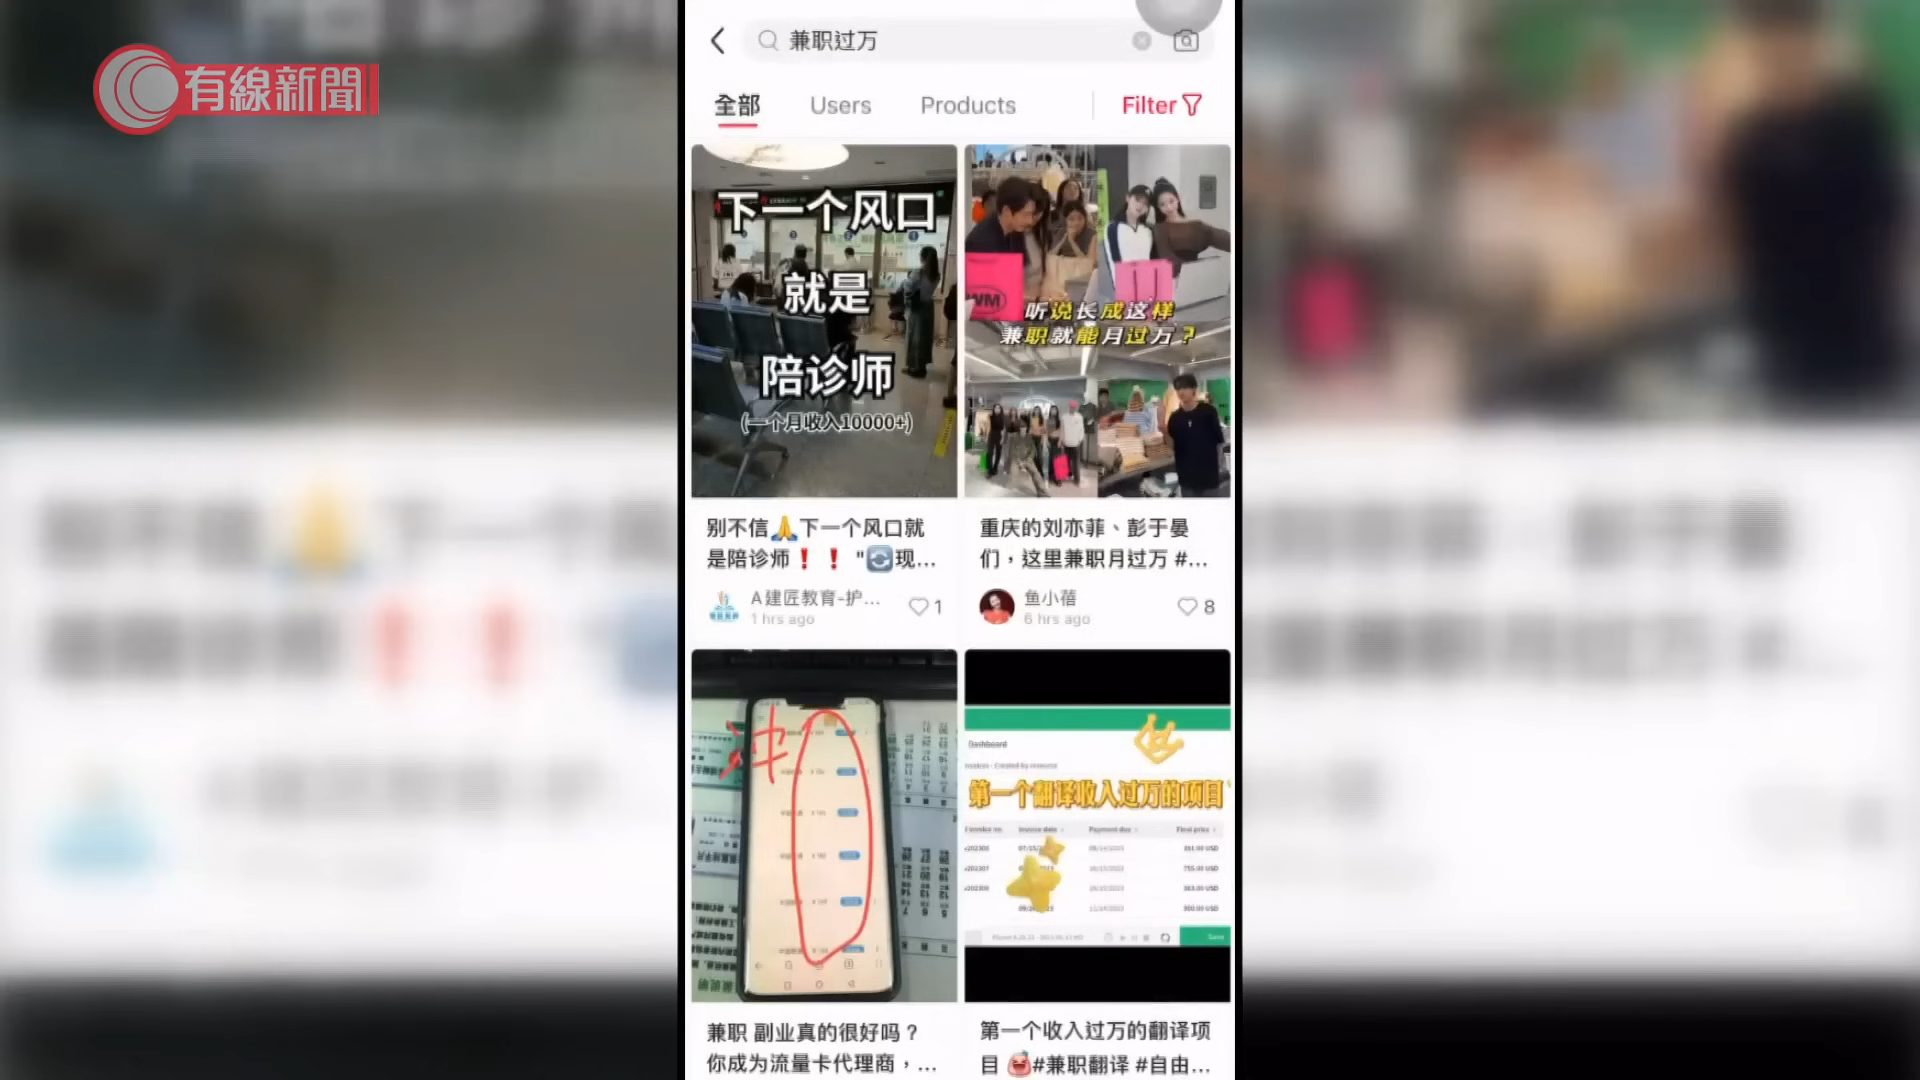 有線新聞
兼职过万
全部 Users Products Filter
下一个风口
就是
陪诊师
(一个月收入10000+)
听说长成这样
兼职就能月过万?
别不信🙏下一个风口就
是陪诊师❗❗"🔄现...
A建匠教育-护...
1 hrs ago
1
重庆的刘亦菲、彭于晏
们，这里兼职月过万 #...
鱼小蓓
6 hrs ago
8
冲
兼职 副业真的很好吗？
你成为流量卡代理商，...
Dashboard
第一个翻译收入过万的项目
Invoice date
Payment due
Final price
第一个收入过万的翻译项
目 #兼职翻译 #自由...